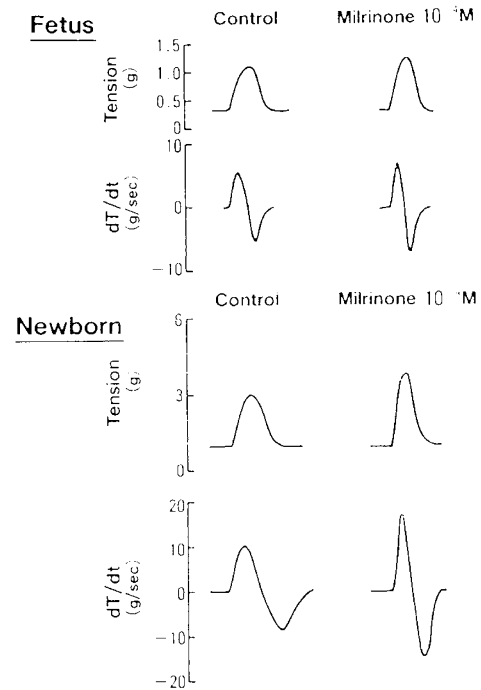 Control Milrinone 10⁻⁴M
Fetus
Tension
(g)
1.5
1.0
0.5
0
dT/dt
(g/sec)
10
0
−10
Control Milrinone 10 M
Newborn
Tension
(g)
6
3
0
dT/dt
(g/sec)
20
10
0
−10
−20